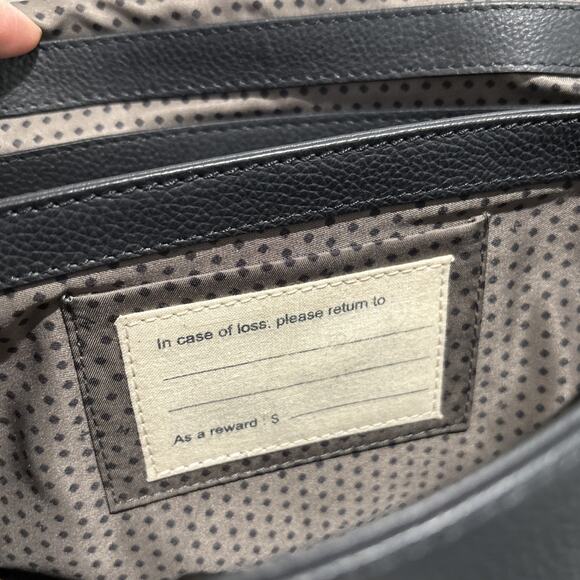 In case of loss, please return to
As a reward : $